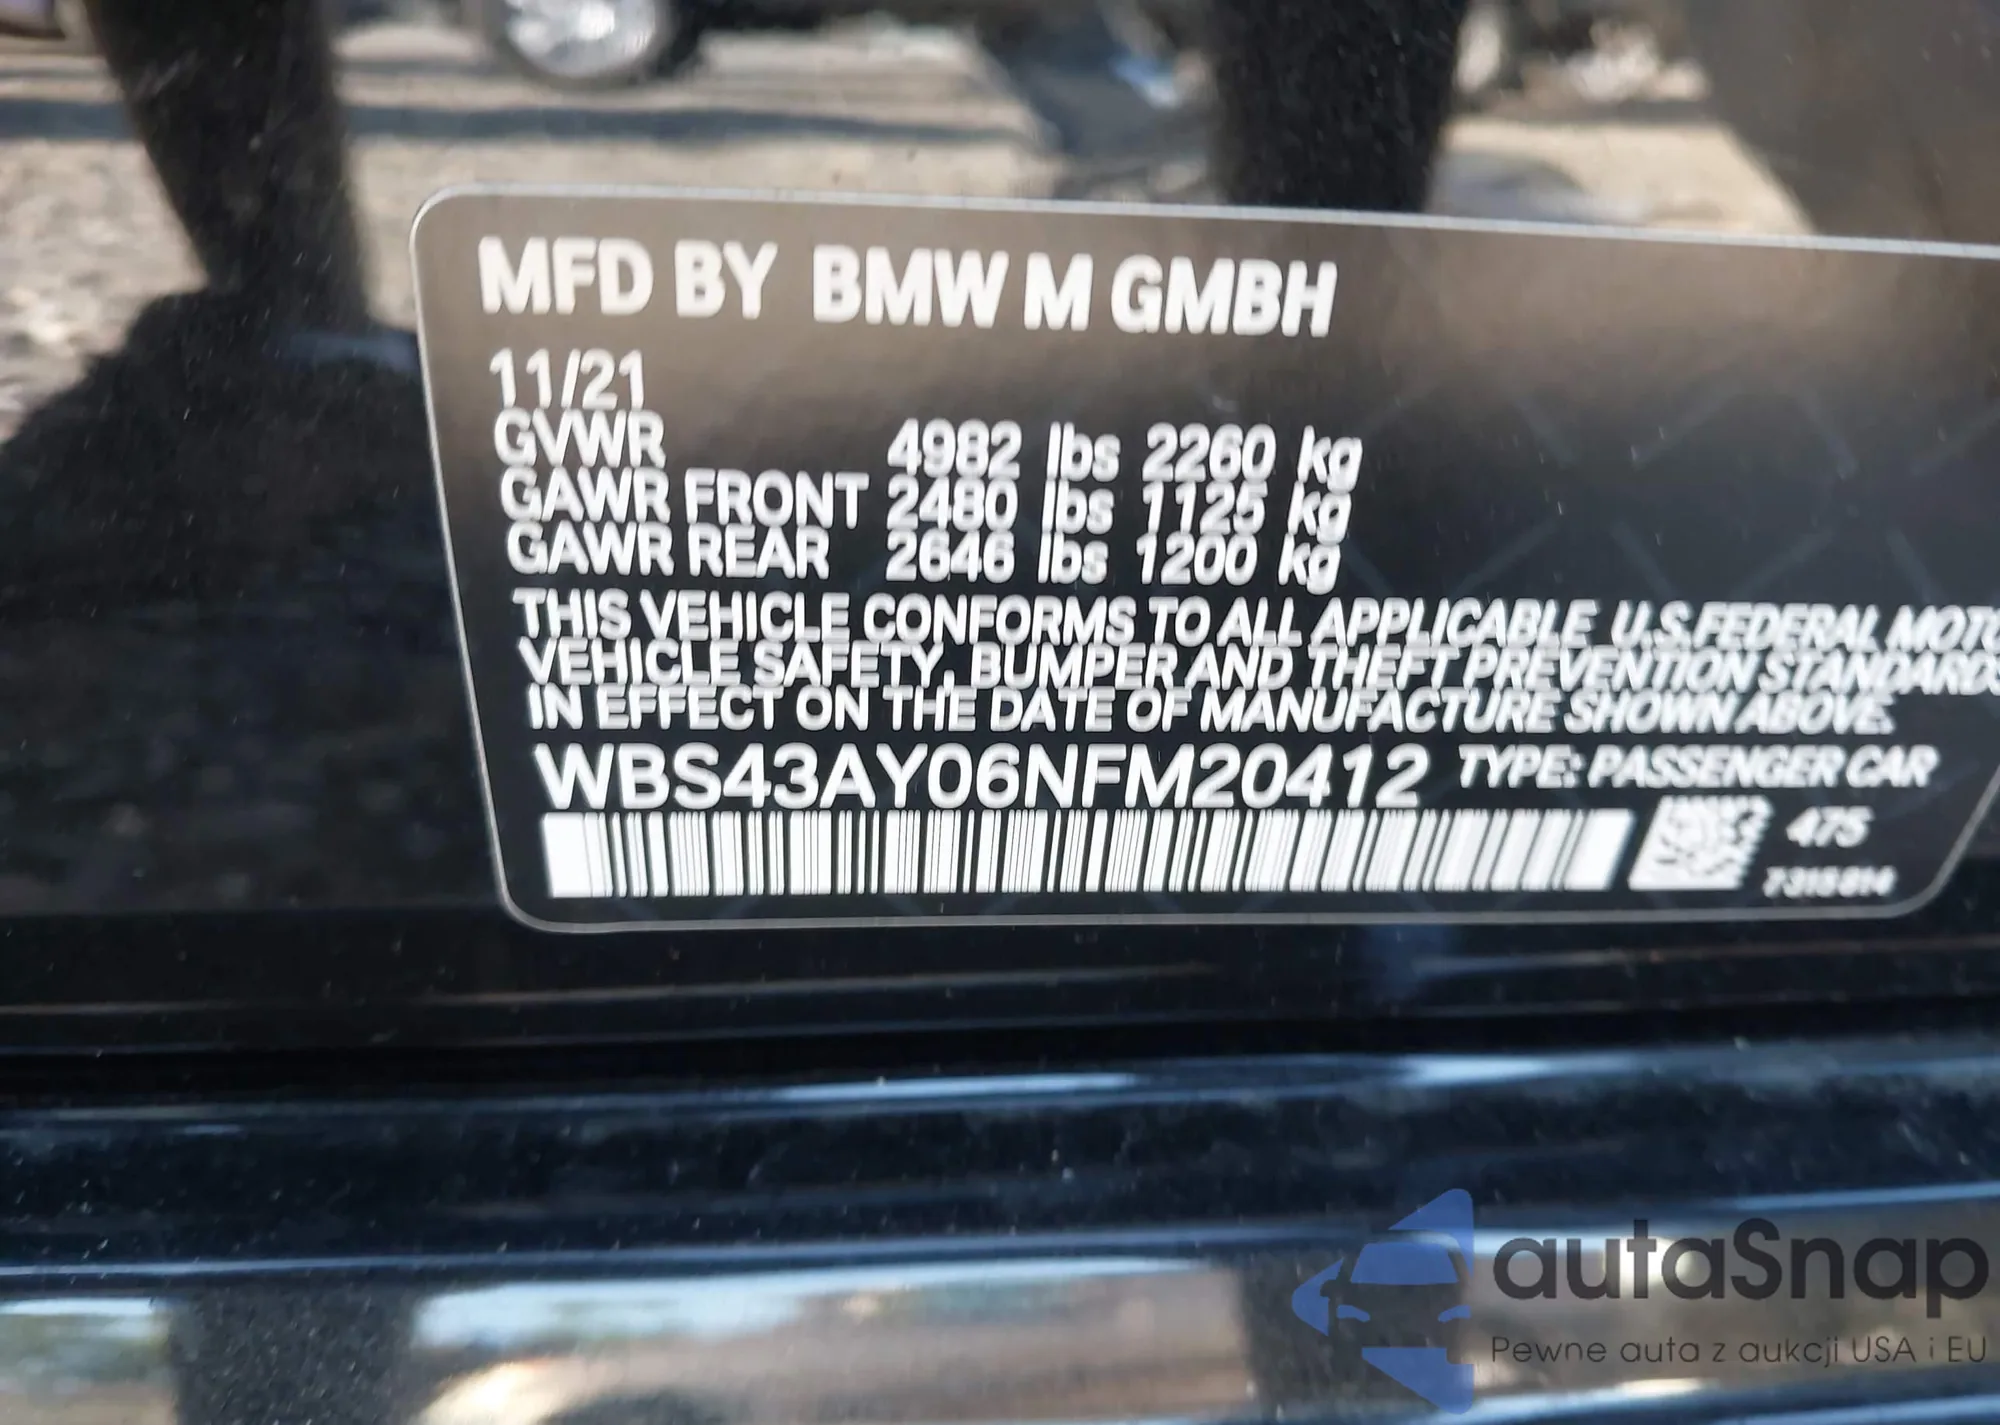 MFD BY BMW M GMBH
11/21
GVWR 4982 lbs 2260 kg
GAWR FRONT 2480 lbs 1125 kg
GAWR REAR 2646 lbs 1200 kg
THIS VEHICLE CONFORMS TO ALL APPLICABLE U.S.FEDERAL MOTO
VEHICLE SAFETY, BUMPER AND THEFT PREVENTION STANDARDS
IN EFFECT ON THE DATE OF MANUFACTURE SHOWN ABOVE.
WBS43AY06NFM20412 TYPE: PASSENGER CAR
475
autaSnap
Pewne auta z aukcji USA i EU